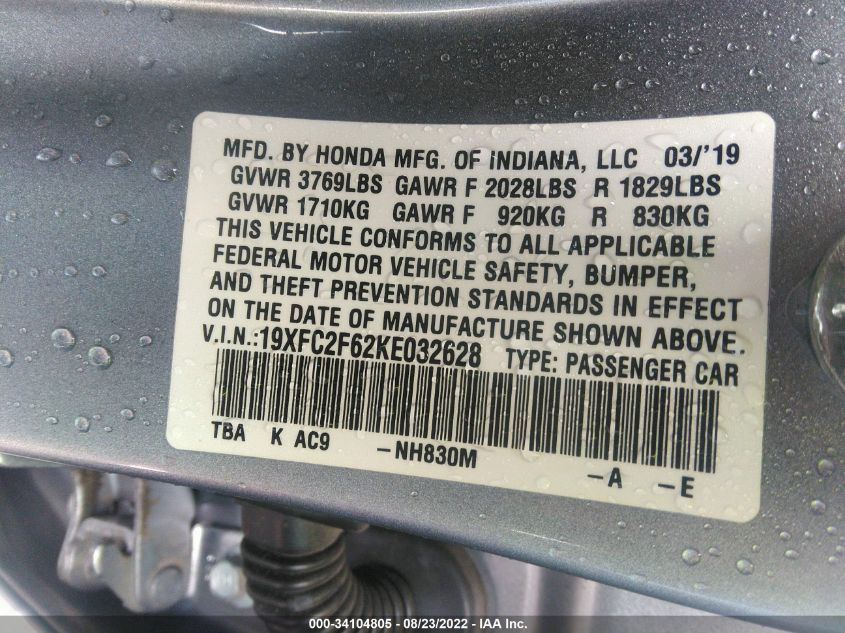 MFD. BY HONDA MFG. OF INDIANA, LLC 03/'19
GVWR 3769LBS GAWR F 2028LBS R 1829LBS
GVWR 1710KG GAWR F 920KG R 830KG
THIS VEHICLE CONFORMS TO ALL APPLICABLE
FEDERAL MOTOR VEHICLE SAFETY, BUMPER,
AND THEFT PREVENTION STANDARDS IN EFFECT
ON THE DATE OF MANUFACTURE SHOWN ABOVE.
V.I.N.:19XFC2F62KE032628 TYPE: PASSENGER CAR
TBA K AC9 -NH830M -A -E
000-34104805 - 08/23/2022 - IAA Inc.